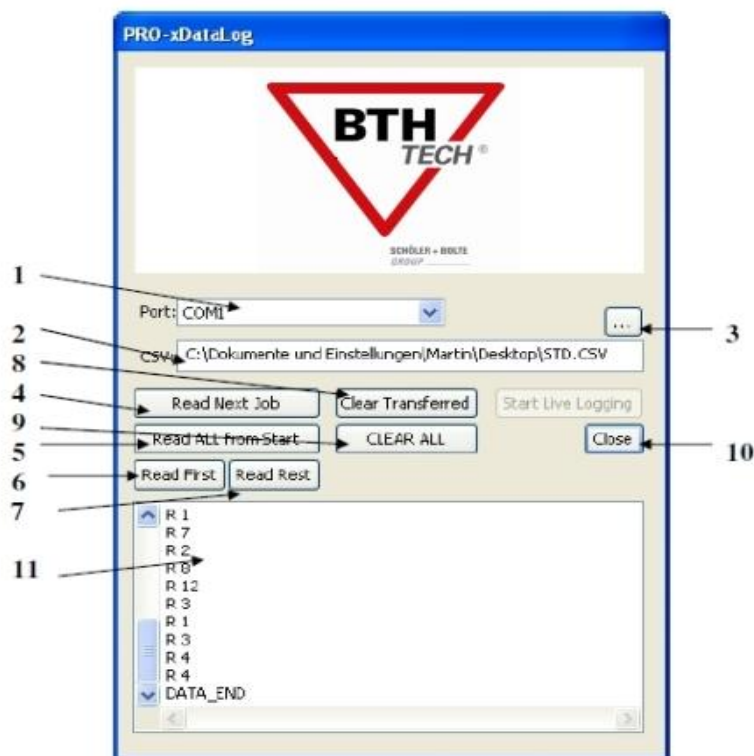 PRO-xDataLog
BTH
TECH ®
SCHÖLER + BOLTE
GROUP
1
Port: COM1
2
...
3
CSV: C:\Dokumente und Einstellungen\Martin\Desktop\STD.CSV
8
4
Read Next Job Clear Transferred Start Live Logging
9
5
Read ALL from Start CLEAR ALL Close
10
6
Read First Read Rest
7
R 1
R 7
R 2
R 8
11
R 12
R 3
R 1
R 3
R 4
R 4
DATA_END